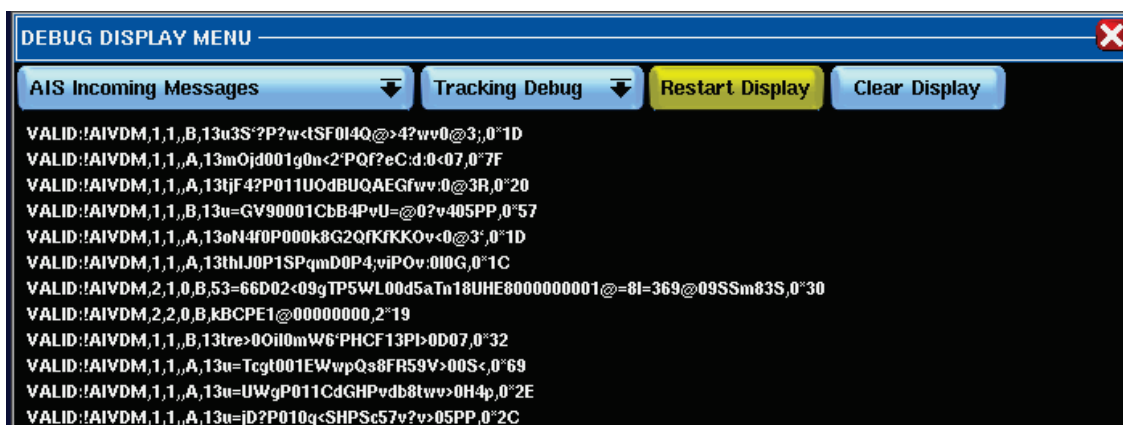 DEBUG DISPLAY MENU
AIS Incoming Messages Tracking Debug Restart Display Clear Display
VALID:!AIVDM,1,1,,B,13u3S‘?P?w<tSF0l4Q@>4?wv0@3;,0*1D
VALID:!AIVDM,1,1,,A,13mOjd001g0n<2‘PQf?eC:d:0<07,0*7F
VALID:!AIVDM,1,1,,A,13tjF4?P011UOdBUQAEGfwv:0@3R,0*20
VALID:!AIVDM,1,1,,B,13u=GV90001CbB4PvU=@0?v405PP,0*57
VALID:!AIVDM,1,1,,A,13oN4f0P000k8G2QfKfKKOv<0@3‘,0*1D
VALID:!AIVDM,1,1,,A,13thIJ0P1SPqmD0P4;viPOv:0l0G,0*1C
VALID:!AIVDM,2,1,0,B,53=66D02<09gTP5WL00d5aTn18UHE8000000001@=8I=369@09SSm83S,0*30
VALID:!AIVDM,2,2,0,B,kBCPE1@00000000,2*19
VALID:!AIVDM,1,1,,B,13tre>0Oil0mW6‘PHCF13Pl>0D07,0*32
VALID:!AIVDM,1,1,,A,13u=Tcgt001EWwpQs8FR59V>00S<,0*69
VALID:!AIVDM,1,1,,A,13u=UWgP011CdGHPvdb8twv>0H4p,0*2E
VALID:!AIVDM,1,1,,A,13u=jD?P010q<SHPSc57v?v>05PP,0*2C